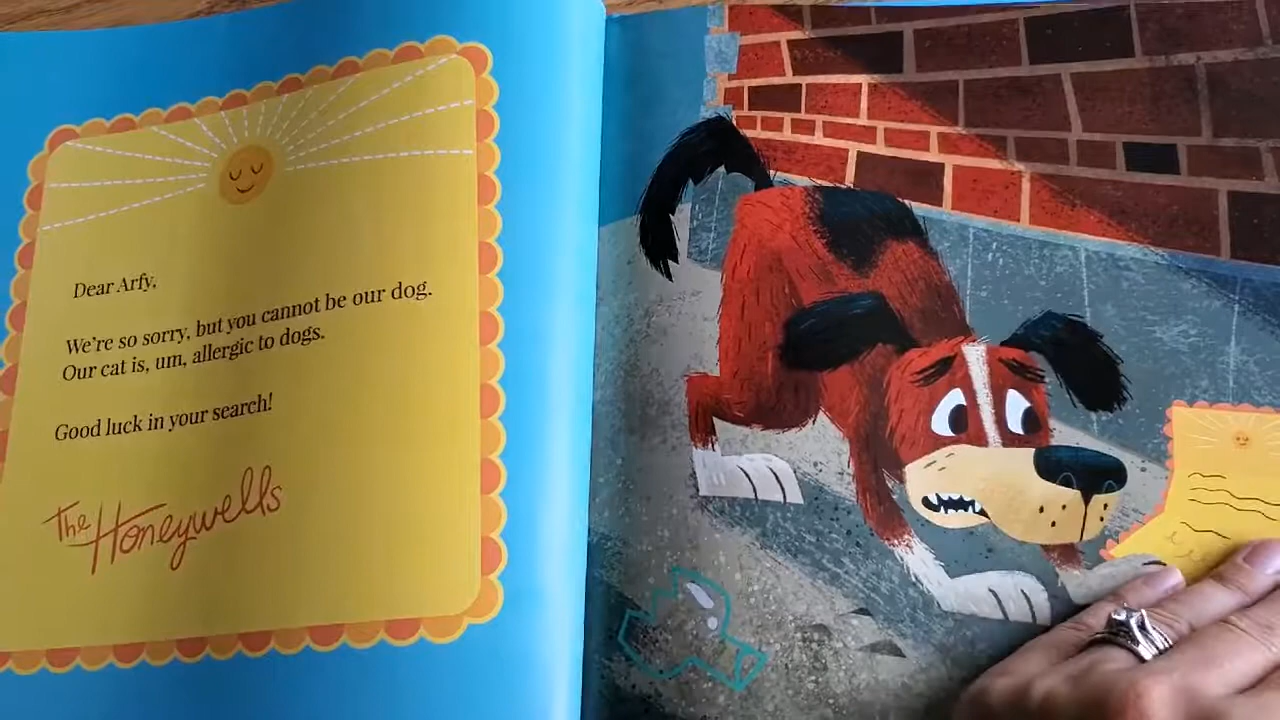 Dear Arfy,
We're so sorry, but you cannot be our dog.
Our cat is, um, allergic to dogs.
Good luck in your search!
The Honeywells